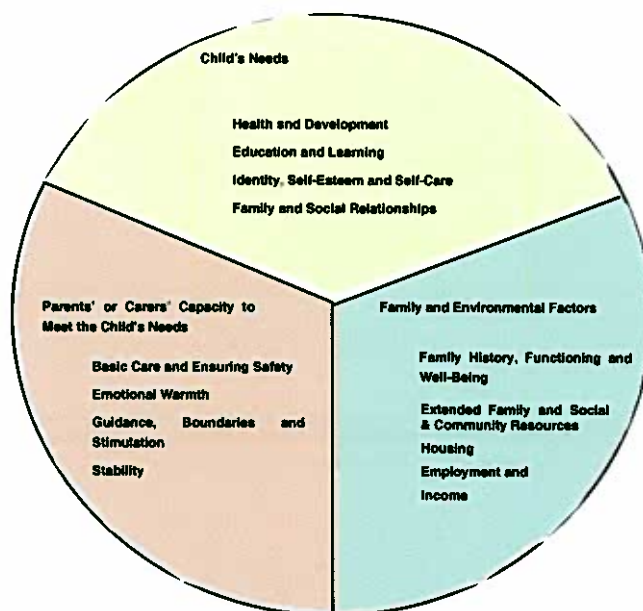 Child's Needs
Health and Development
Education and Learning
Identity, Self-Esteem and Self-Care
Family and Social Relationships
Parents' or Carers' Capacity to
Meet the Child's Needs
Basic Care and Ensuring Safety
Emotional Warmth
Guidance, Boundaries and
Stimulation
Stability
Family and Environmental Factors
Family History, Functioning and
Well-Being
Extended Family and Social
& Community Resources
Housing
Employment and
Income